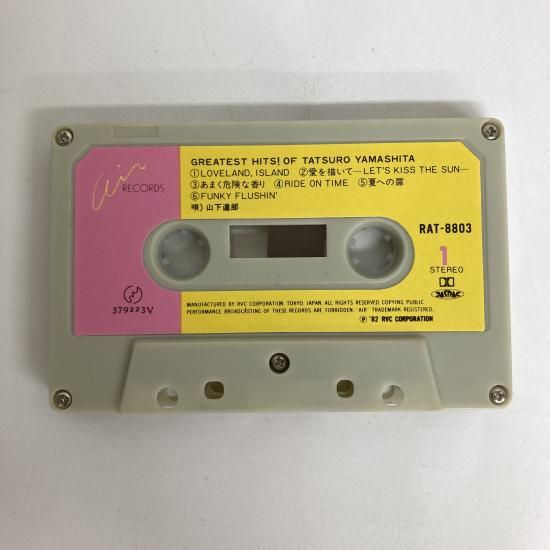 GREATEST HITS! OF TATSURO YAMASHITA
①LOVELAND, ISLAND ②愛を描いて—LET'S KISS THE SUN—
③あまく危険な香り ④RIDE ON TIME ⑤夏への扉
⑥FUNKY FLUSHIN'
唄) 山下達郎
air
RECORDS
RAT-8803
1
STEREO
JASRAC
379223V
MANUFACTURED BY RVC CORPORATION, TOKYO, JAPAN. ALL RIGHTS RESERVED. COPYING, PUBLIC
PERFORMANCE, BROADCASTING OF THESE RECORDS ARE FORBIDDEN. "AIR" TRADEMARK REGISTERED.
Ⓟ '82 RVC CORPORATION